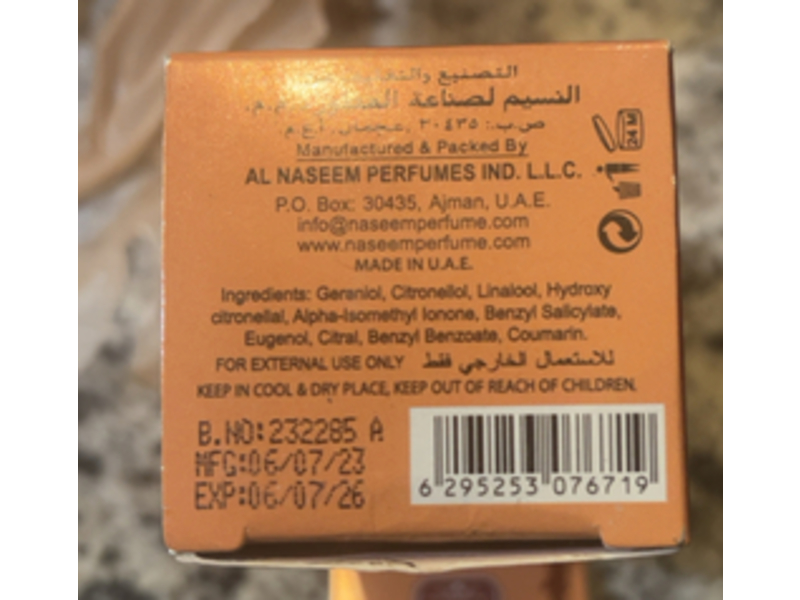 التصنيع والتعبئة
النسيم لصناعة العطور ذ.م.م.
ص.ب.: ٣٠٤٣٥، عجمان، أ.ع.م
Manufactured & Packed By
AL NASEEM PERFUMES IND. L.L.C.
P.O. Box: 30435, Ajman, U.A.E.
info@naseemperfume.com
www.naseemperfume.com
MADE IN U.A.E.
24 M
Ingredients: Geraniol, Citronellol, Linalool, Hydroxy
citronellal, Alpha-Isomethyl Ionone, Benzyl Salicylate,
Eugenol, Citral, Benzyl Benzoate, Coumarin.
FOR EXTERNAL USE ONLY للاستعمال الخارجي فقط
KEEP IN COOL & DRY PLACE, KEEP OUT OF REACH OF CHILDREN.
B.NO:232285 A
MFG:06/07/23
EXP:06/07/26
6 295253 076719